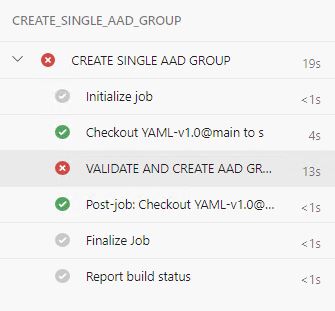 CREATE_SINGLE_AAD_GROUP
CREATE SINGLE AAD GROUP 19s
Initialize job <1s
Checkout YAML-v1.0@main to s 4s
VALIDATE AND CREATE AAD GR... 13s
Post-job: Checkout YAML-v1.0@... <1s
Finalize Job <1s
Report build status <1s